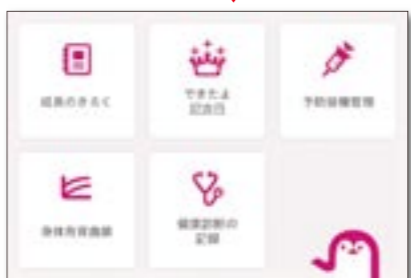 成長のきろく
できたよ
記念日
予防接種管理
身体発育曲線
健康診断の
記録